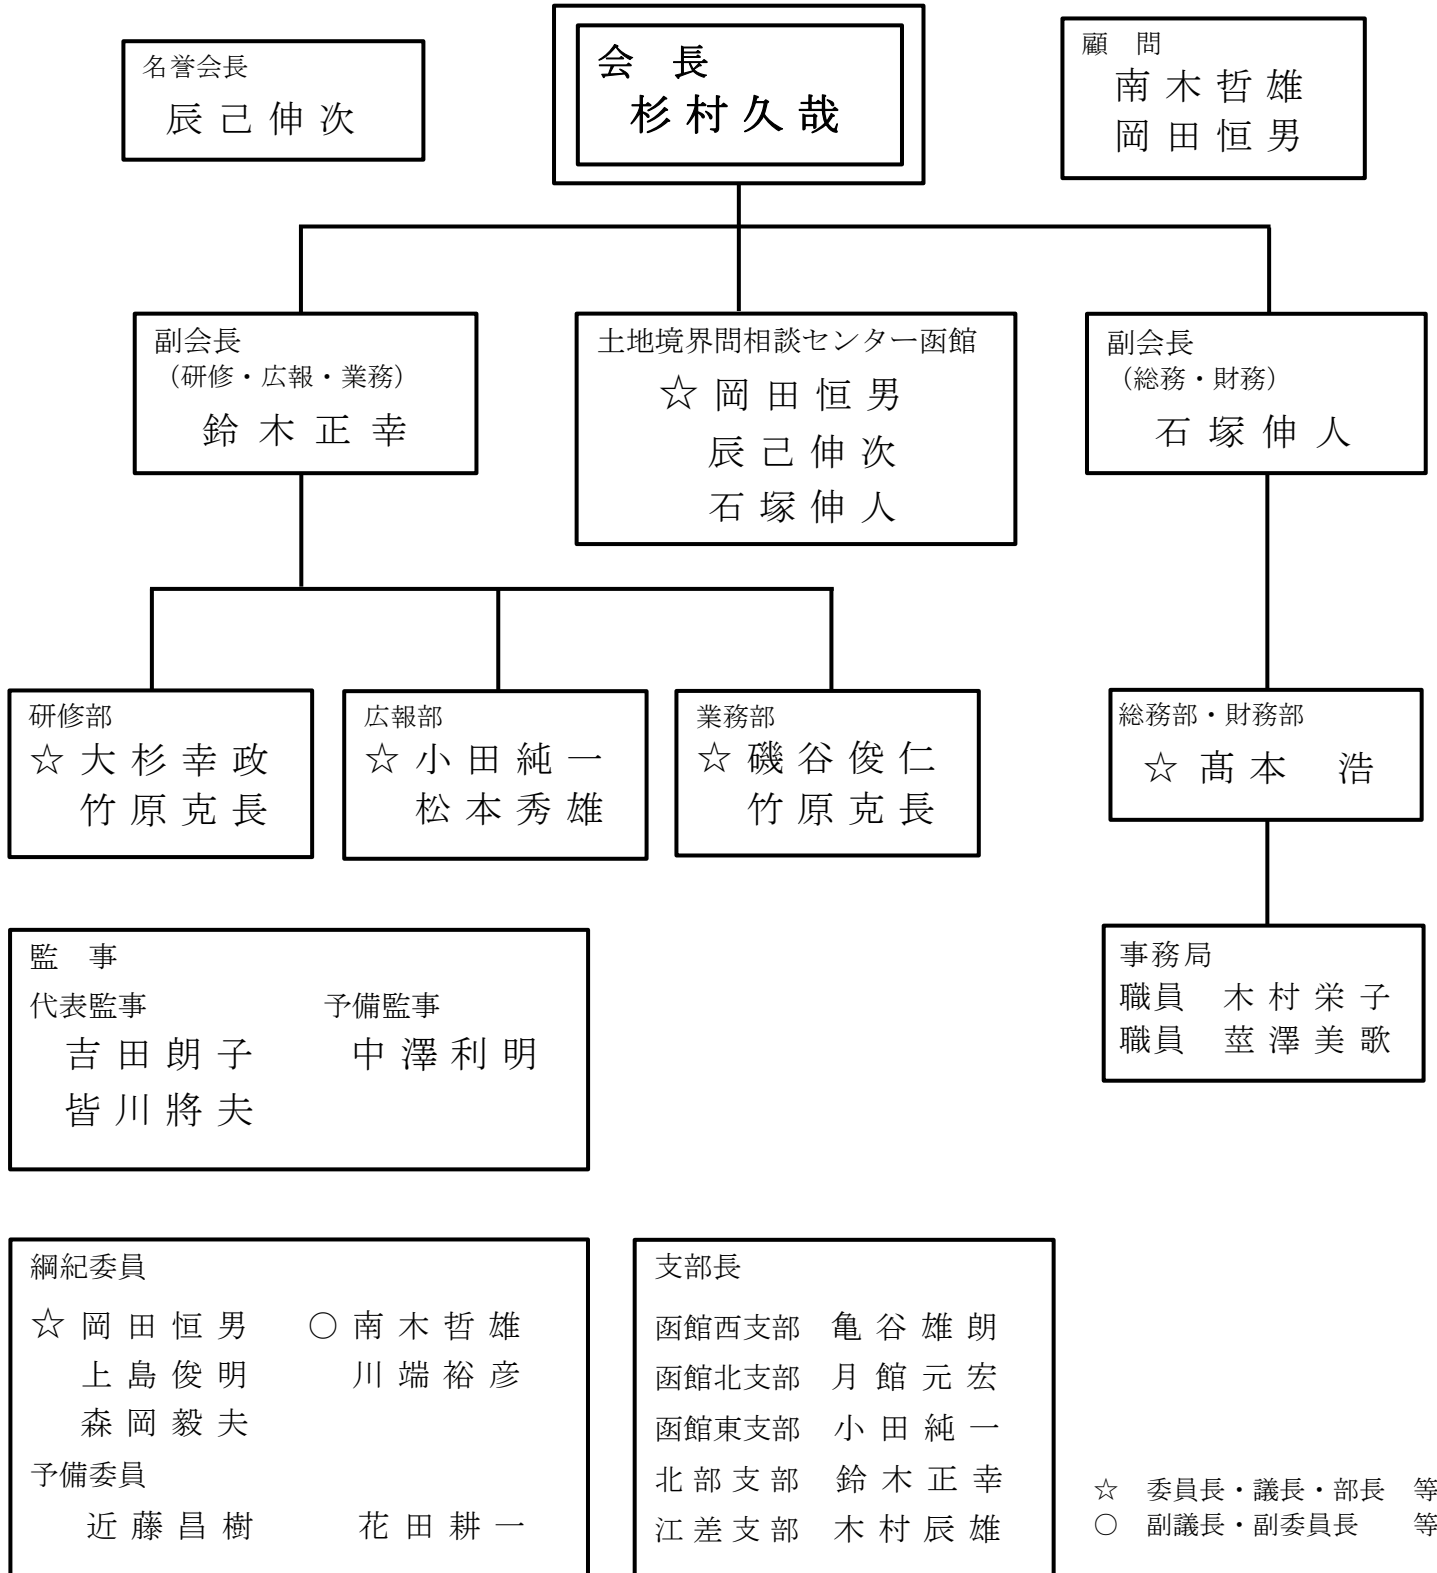 名誉会長
辰己伸次
会　長
杉村久哉
顧　問
南木哲雄
岡田恒男
副会長
（研修・広報・業務）
鈴木正幸
土地境界問相談センター函館
☆岡田恒男
辰己伸次
石塚伸人
副会長
（総務・財務）
石塚伸人
研修部
☆大杉幸政
竹原克長
広報部
☆小田純一
松本秀雄
業務部
☆磯谷俊仁
竹原克長
総務部・財務部
☆髙本　浩
事務局
職員　木村栄子
職員　莖澤美歌
監　事
代表監事　予備監事
吉田朗子　中澤利明
皆川將夫
綱紀委員
☆岡田恒男　○南木哲雄
上島俊明　川端裕彦
森岡毅夫
予備委員
近藤昌樹　花田耕一
支部長
函館西支部　亀谷雄朗
函館北支部　月館元宏
函館東支部　小田純一
北部支部　鈴木正幸
江差支部　木村辰雄
☆　委員長・議長・部長　等
○　副議長・副委員長　等